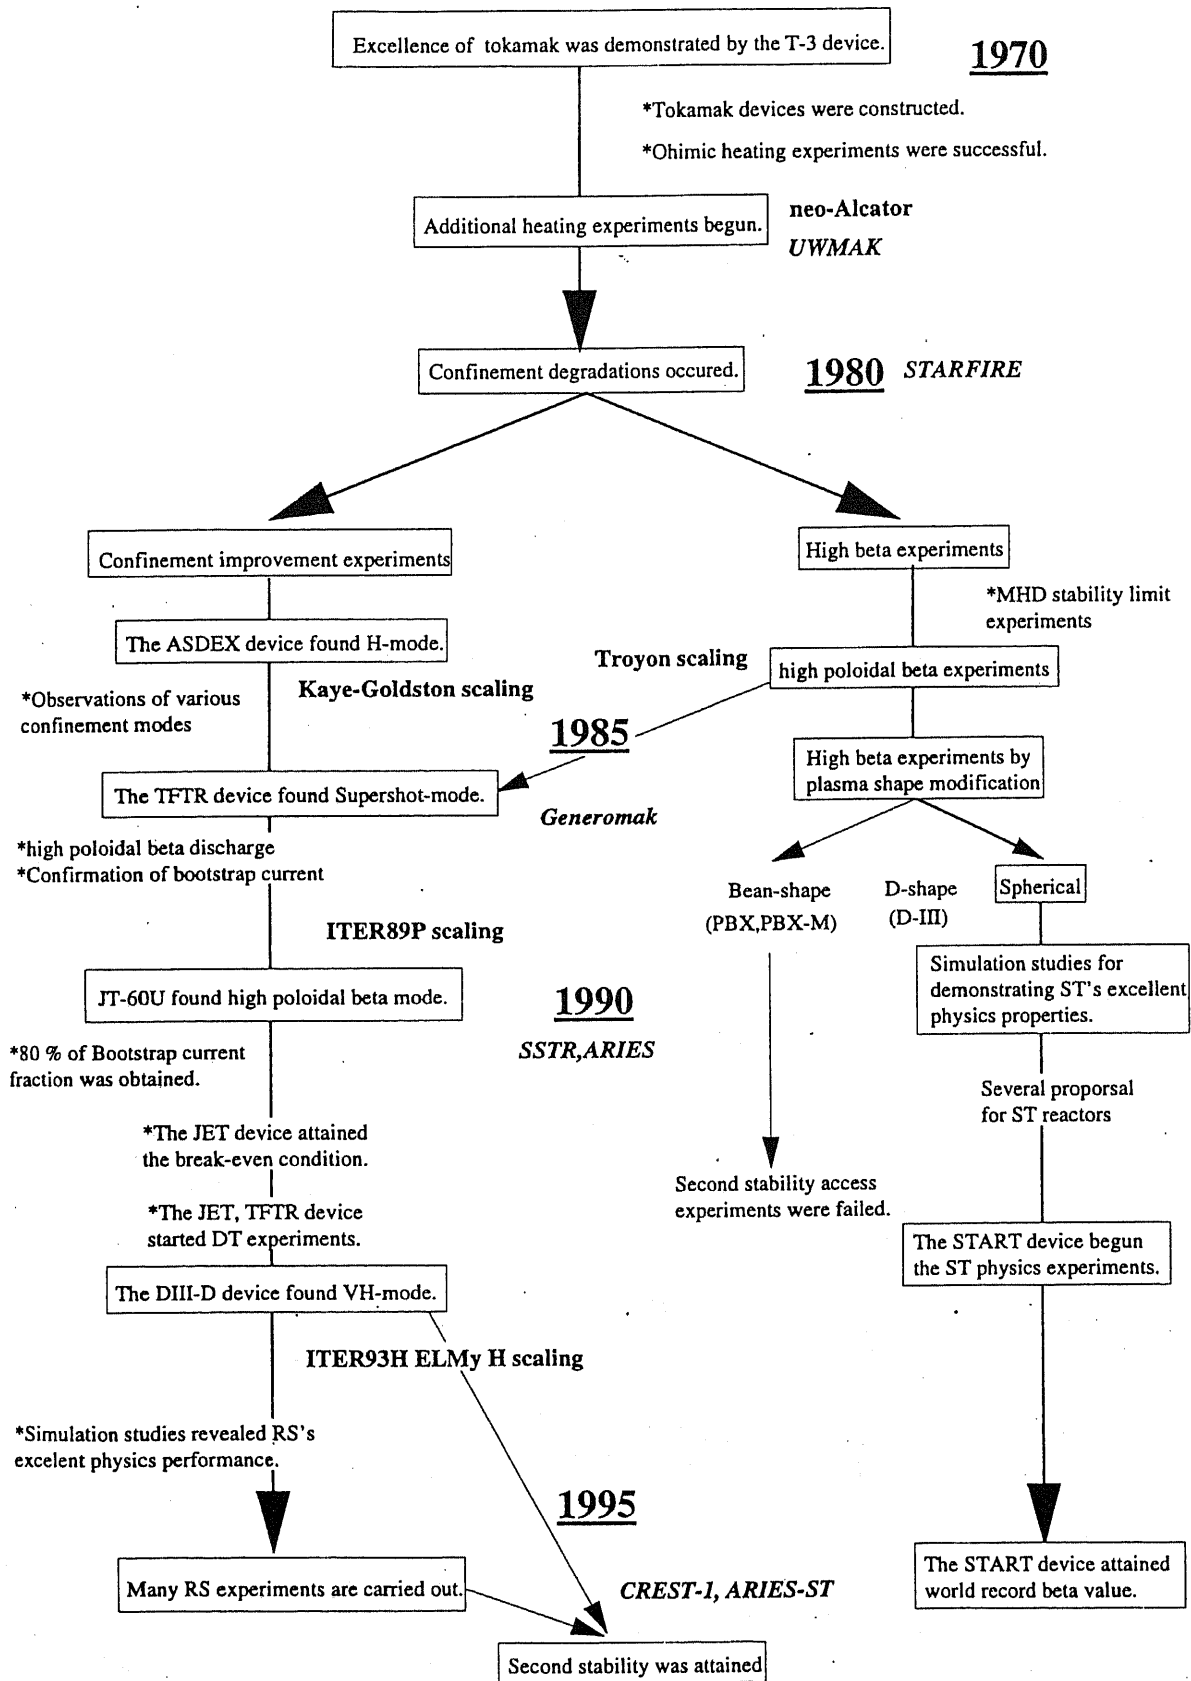 Excellence of tokamak was demonstrated by the T-3 device.
1970
*Tokamak devices were constructed.
*Ohimic heating experiments were successful.
Additional heating experiments begun.
neo-Alcator
UWMAK
Confinement degradations occured.
1980 STARFIRE
Confinement improvement experiments
High beta experiments
*MHD stability limit
experiments
The ASDEX device found H-mode.
Troyon scaling
high poloidal beta experiments
Kaye-Goldston scaling
*Observations of various
confinement modes
1985
High beta experiments by
plasma shape modification
The TFTR device found Supershot-mode.
Generomak
*high poloidal beta discharge
*Confirmation of bootstrap current
Bean-shape
(PBX,PBX-M)
D-shape
(D-III)
Spherical
ITER89P scaling
Simulation studies for
demonstrating ST's excellent
physics properties.
JT-60U found high poloidal beta mode.
1990
SSTR,ARIES
*80 % of Bootstrap current
fraction was obtained.
Several proporsal
for ST reactors
*The JET device attained
the break-even condition.
Second stability access
experiments were failed.
*The JET, TFTR device
started DT experiments.
The START device begun
the ST physics experiments.
The DIII-D device found VH-mode.
ITER93H ELMy H scaling
*Simulation studies revealed RS's
excelent physics performance.
1995
Many RS experiments are carried out.
CREST-1, ARIES-ST
The START device attained
world record beta value.
Second stability was attained